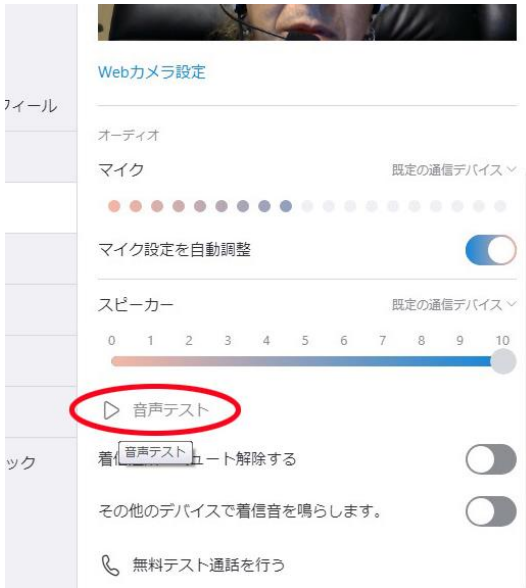 Webカメラ設定
フィール
オーディオ
マイク 既定の通信デバイス
マイク設定を自動調整
スピーカー 既定の通信デバイス
0 1 2 3 4 5 6 7 8 9 10
音声テスト
音声テスト
ック
着信 ュート解除する
その他のデバイスで着信音を鳴らします。
無料テスト通話を行う